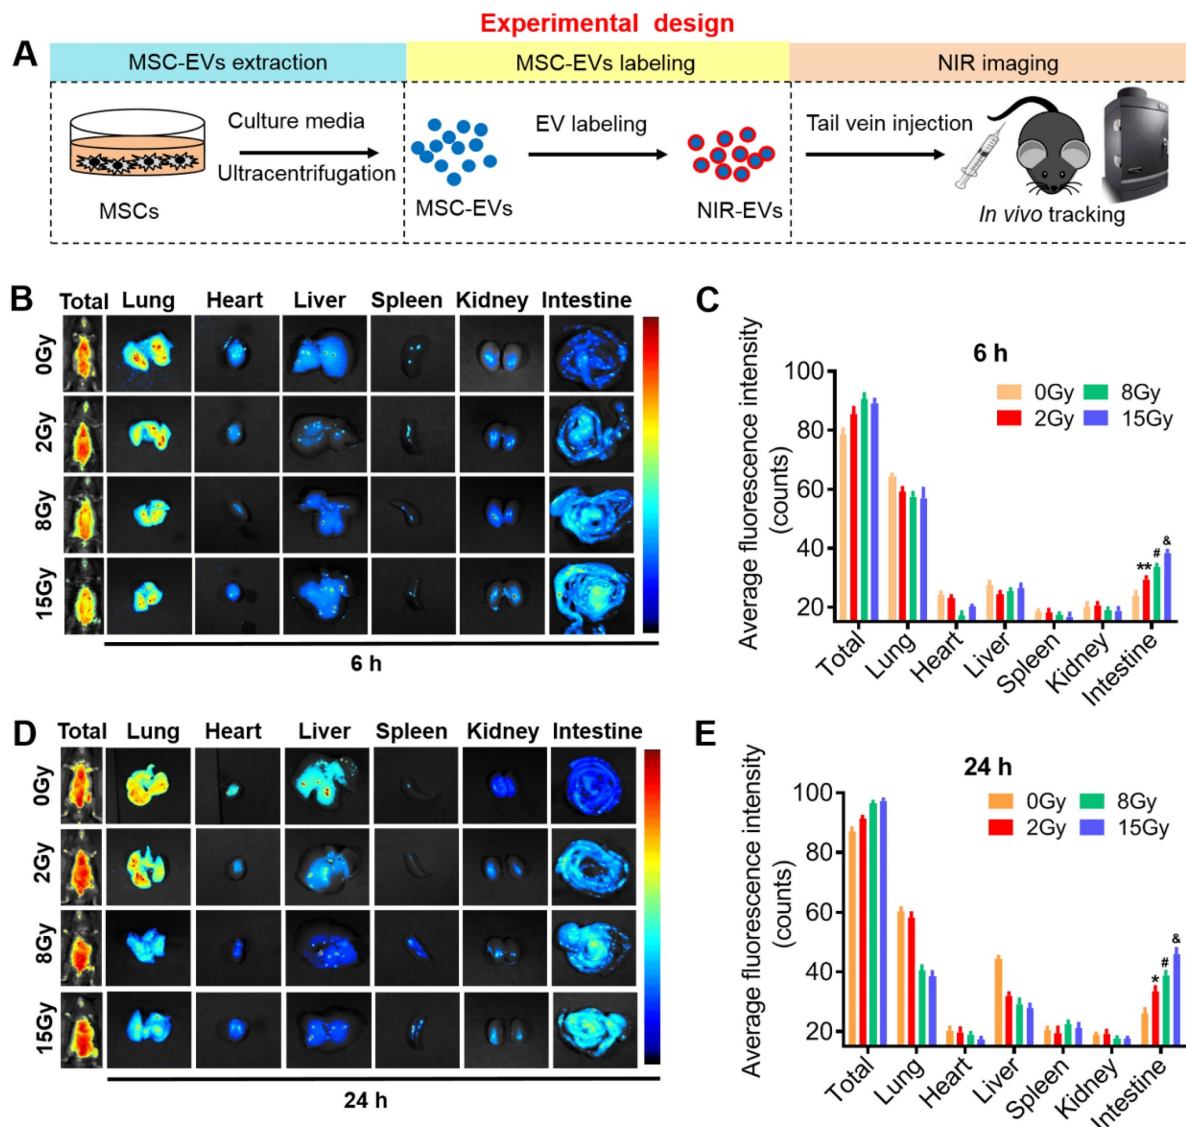 Experimental design
A
MSC-EVs extraction
MSC-EVs labeling
NIR imaging
Culture media
Ultracentrifugation
MSCs
EV labeling
MSC-EVs
NIR-EVs
Tail vein injection
In vivo tracking
B
Total Lung Heart Liver Spleen Kidney Intestine
0Gy
2Gy
8Gy
15Gy
6 h
C
6 h
0Gy 8Gy
2Gy 15Gy
Average fluorescence intensity
(counts)
100
80
60
40
20
** # &
Total Lung Heart Liver Spleen Kidney Intestine
D
Total Lung Heart Liver Spleen Kidney Intestine
0Gy
2Gy
8Gy
15Gy
24 h
E
24 h
0Gy 8Gy
2Gy 15Gy
Average fluorescence intensity
(counts)
100
80
60
40
20
* # &
Total Lung Heart Liver Spleen Kidney Intestine